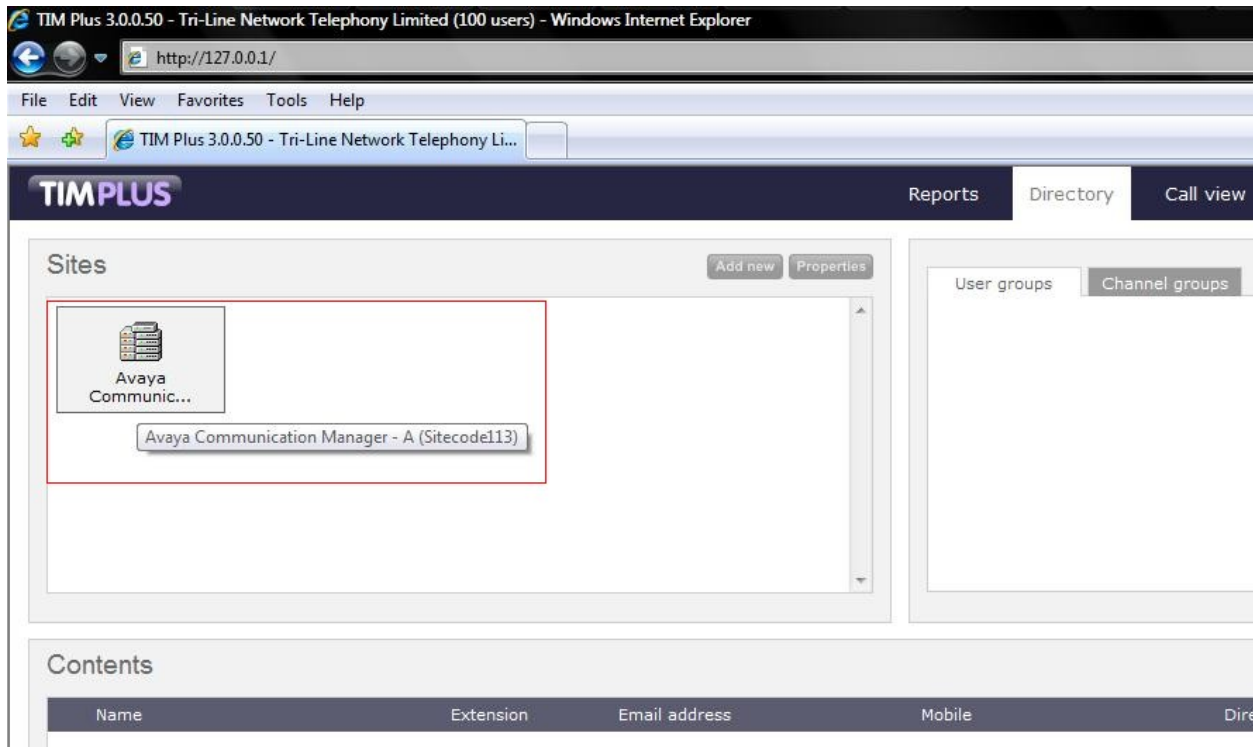 TIM Plus 3.0.0.50 - Tri-Line Network Telephony Limited (100 users) - Windows Internet Explorer
http://127.0.0.1/
File Edit View Favorites Tools Help
TIM Plus 3.0.0.50 - Tri-Line Network Telephony Li...
TIMPLUS Reports Directory Call view
Sites Add new Properties
User groups Channel groups
Avaya
Communic...
Avaya Communication Manager - A (Sitecode113)
Contents
Name Extension Email address Mobile Dire